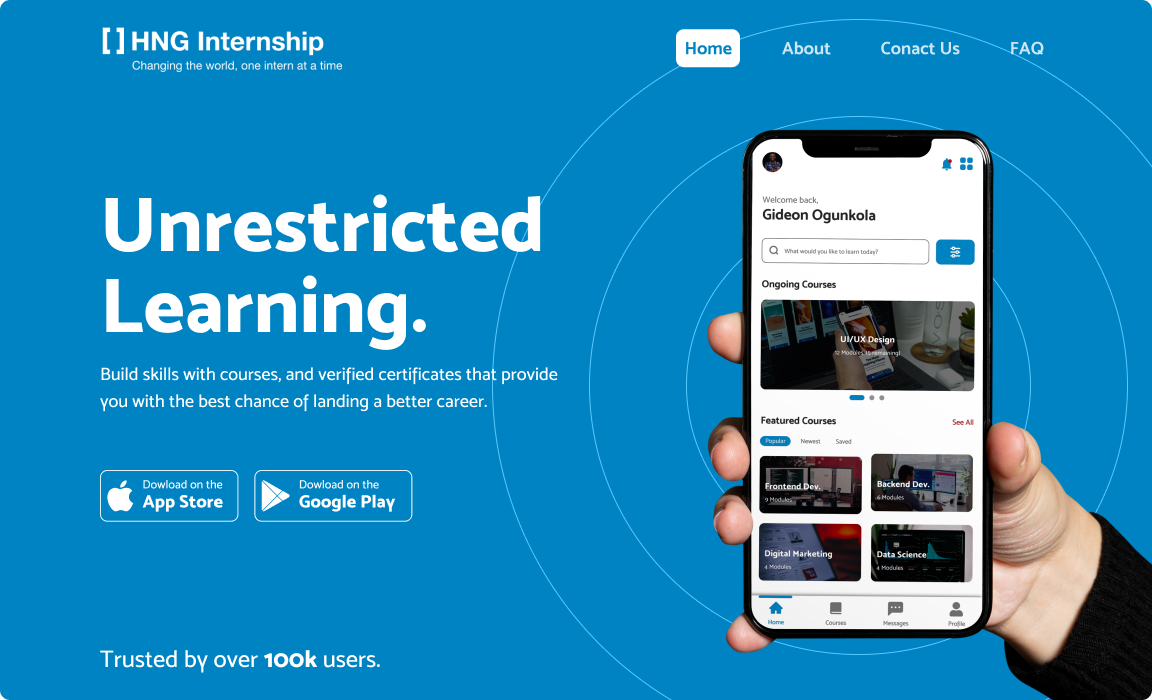 [ ] HNG Internship
Changing the world, one intern at a time
Home
About
Conact Us
FAQ
Unrestricted
Learning.
Build skills with courses, and verified certificates that provide
you with the best chance of landing a better career.
Dowload on the
App Store
Dowload on the
Google Play
Trusted by over 100k users.
Welcome back,
Gideon Ogunkola
What would you like to learn today?
Ongoing Courses
UI/UX Design
12 Modules (6 remaining)
Featured Courses
See All
Popular
Newest
Saved
Frontend Dev.
9 Modules
Backend Dev.
6 Modules
Digital Marketing
4 Modules
Data Science
4 Modules
Home
Courses
Messages
Profile